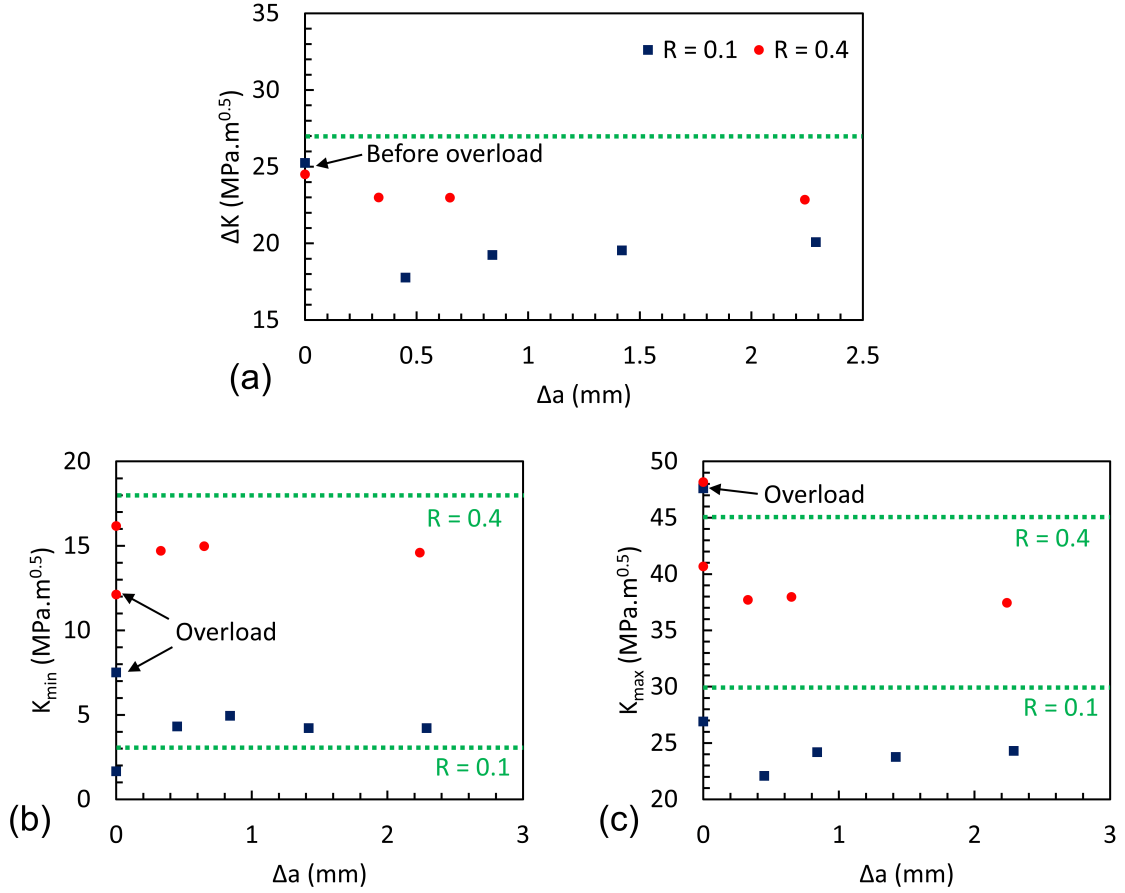 35
30
25
20
15
ΔK (MPa.m^0.5)
R = 0.1 R = 0.4
Before overload
0 0.5 1 1.5 2 2.5
Δa (mm)
(a)
20
15
10
5
0
K_min (MPa.m^0.5)
R = 0.4
Overload
R = 0.1
0 1 2 3
Δa (mm)
(b)
50
45
40
35
30
25
20
K_max (MPa.m^0.5)
Overload
R = 0.4
R = 0.1
0 1 2 3
Δa (mm)
(c)